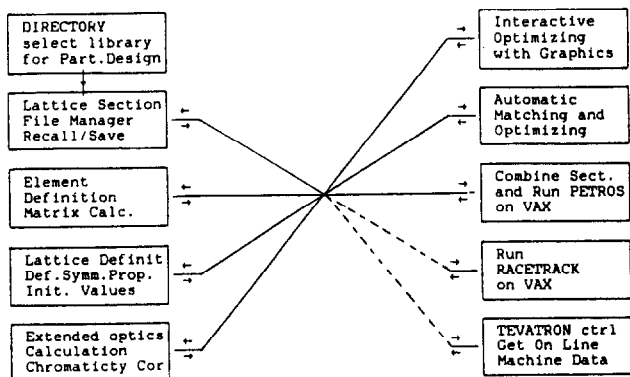 DIRECTORY
select library
for Part.Design
Lattice Section
File Manager
Recall/Save
Element
Definition
Matrix Calc.
Lattice Definit
Def.Symm.Prop.
Init. Values
Extended optics
Calculation
Chromaticty Cor
Interactive
Optimizing
with Graphics
Automatic
Matching and
Optimizing
Combine Sect.
and Run PETROS
on VAX
Run
RACETRACK
on VAX
TEVATRON ctrl
Get On Line
Machine Data